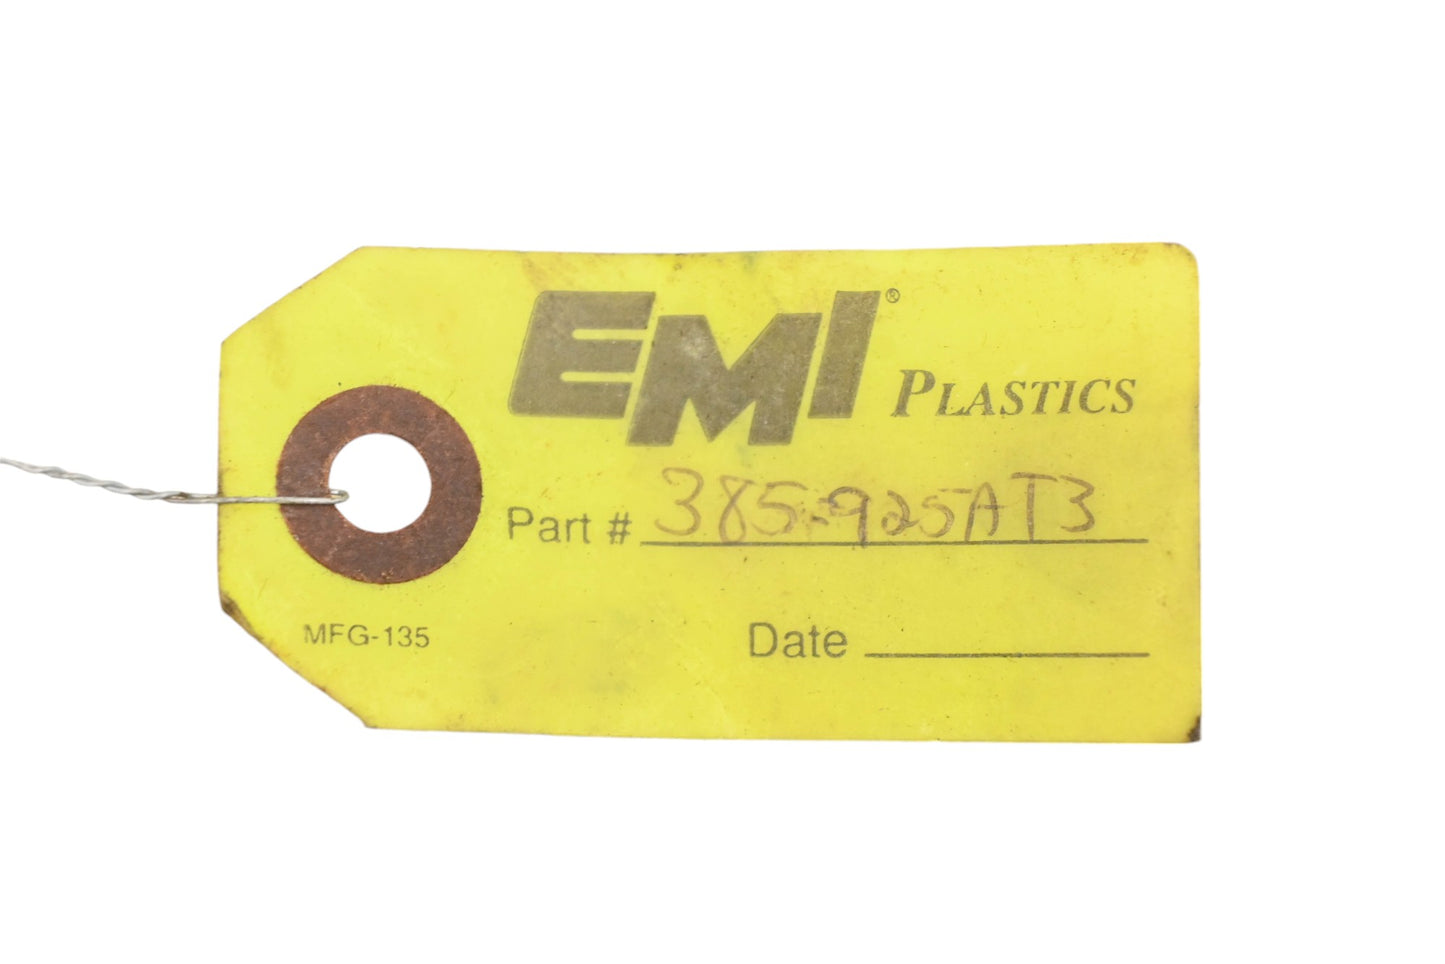 EMI® PLASTICS
Part # 385-925AT3
MFG-135
Date